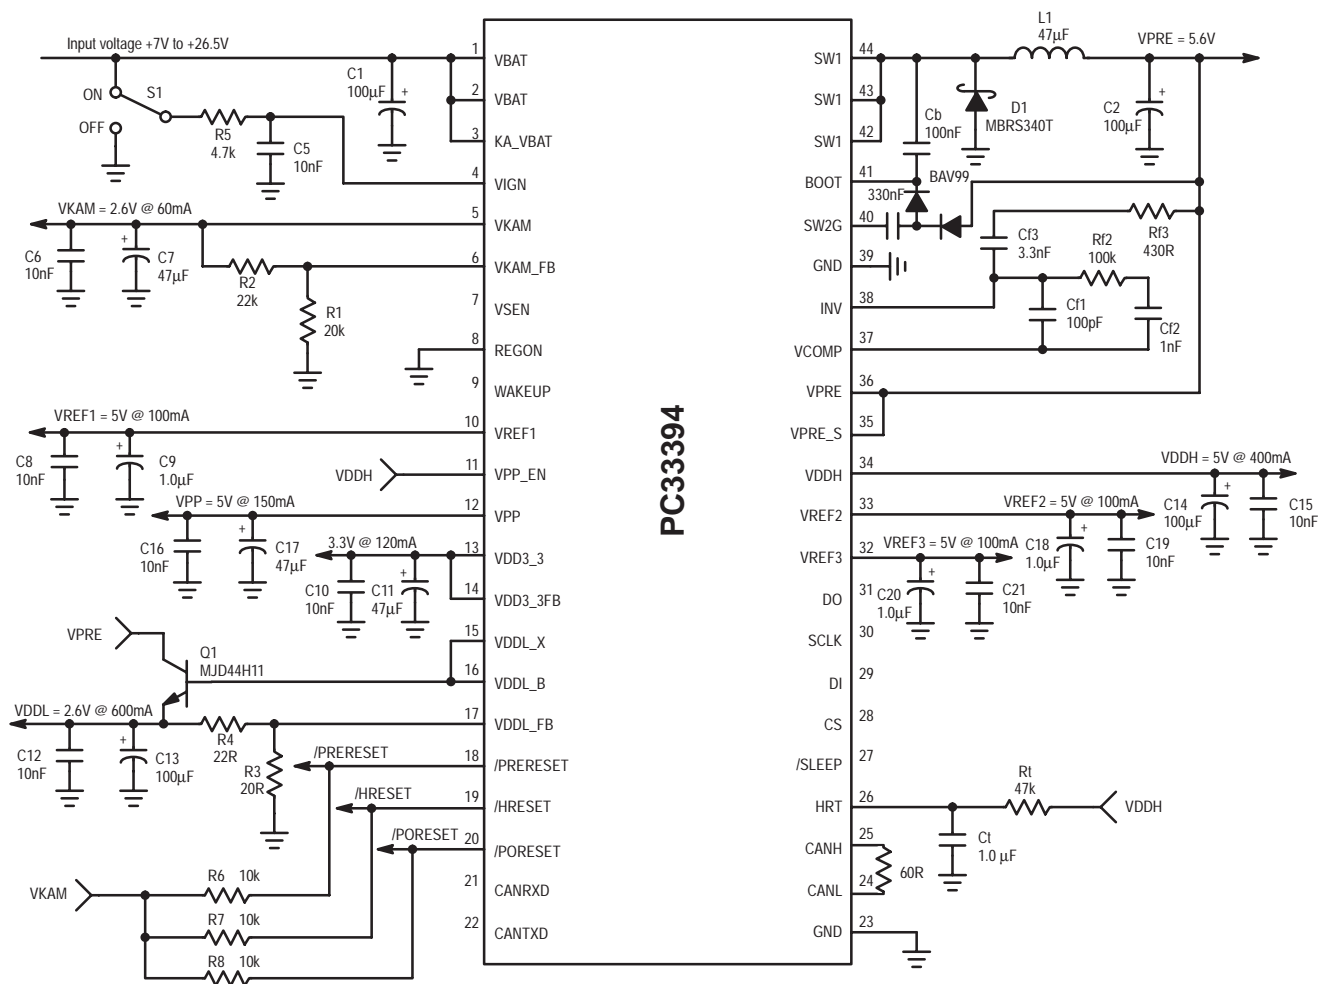 Input voltage +7V to +26.5V
ON
OFF
S1
R5
4.7k
C5
10nF
C1
100µF
+
1
VBAT
2
VBAT
3
KA_VBAT
4
VIGN
VKAM = 2.6V @ 60mA
5
VKAM
C6
10nF
+
C7
47µF
R2
22k
6
VKAM_FB
R1
20k
7
VSEN
8
REGON
9
WAKEUP
VREF1 = 5V @ 100mA
10
VREF1
C8
10nF
+
C9
1.0µF
VDDH
11
VPP_EN
VPP = 5V @ 150mA
12
VPP
C16
10nF
+
C17
47µF
3.3V @ 120mA
13
VDD3_3
C10
10nF
+
C11
47µF
14
VDD3_3FB
15
VDDL_X
VPRE
Q1
MJD44H11
16
VDDL_B
VDDL = 2.6V @ 600mA
17
VDDL_FB
C12
10nF
+
C13
100µF
R4
22R
R3
20R
/PRERESET
18
/PRERESET
/HRESET
19
/HRESET
/PORESET
20
/PORESET
VKAM
R6 10k
R7 10k
R8 10k
21
CANRXD
22
CANTXD
PC33394
L1
47µF
VPRE = 5.6V
SW1
44
SW1
43
SW1
42
Cb
100nF
D1
MBRS340T
C2
100µF
+
BOOT
41
BAV99
330nF
SW2G
40
Cf3
3.3nF
Rf3
430R
Rf2
100k
GND
39
INV
38
Cf1
100pF
Cf2
1nF
VCOMP
37
VPRE
36
VPRE_S
35
VDDH
34
VDDH = 5V @ 400mA
C14
100µF
+
C15
10nF
VREF2
33
VREF2 = 5V @ 100mA
C18
1.0µF
+
C19
10nF
VREF3
32
VREF3 = 5V @ 100mA
C20
1.0µF
+
C21
10nF
DO
31
SCLK
30
DI
29
CS
28
/SLEEP
27
HRT
26
Rt
47k
VDDH
Ct
1.0 µF
CANH
25
60R
CANL
24
GND
23